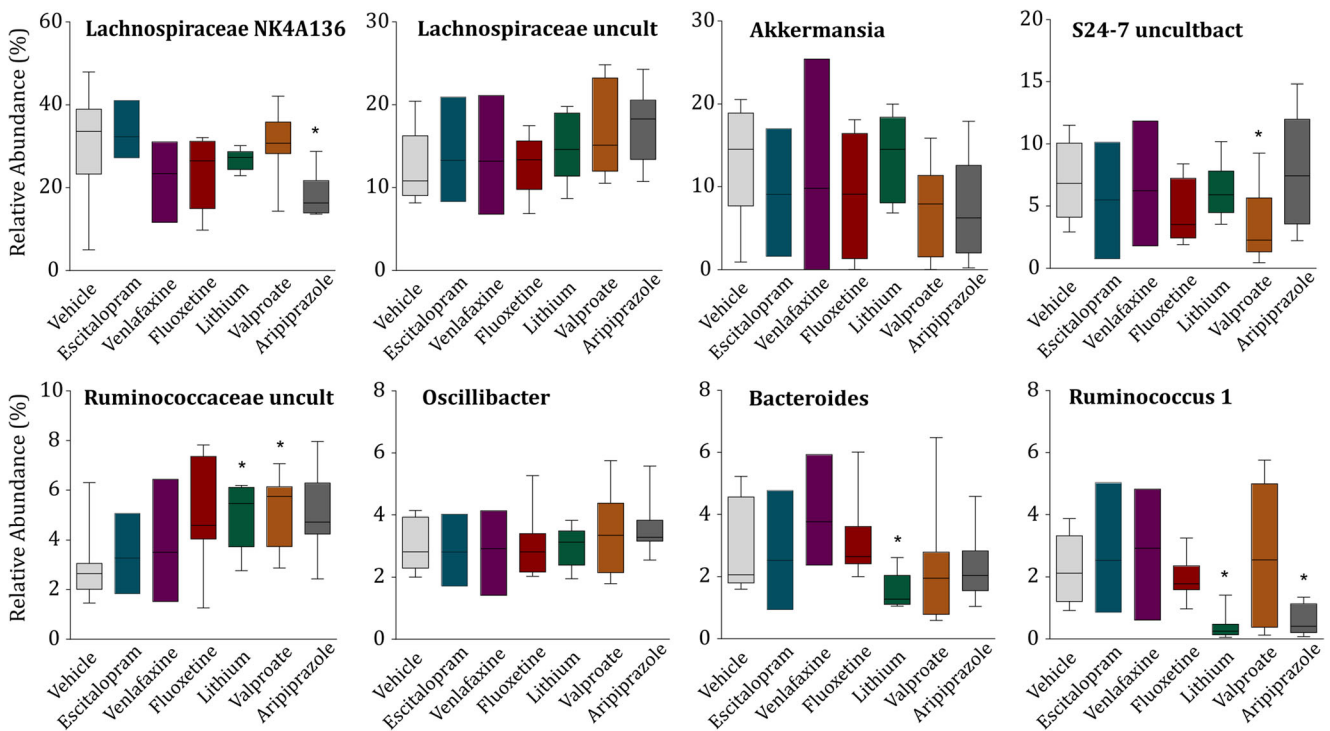 Relative Abundance (%)
Lachnospiraceae NK4A136
60
40
20
0
*
Vehicle
Escitalopram
Venlafaxine
Fluoxetine
Lithium
Valproate
Aripiprazole
Lachnospiraceae uncult
30
20
10
0
Vehicle
Escitalopram
Venlafaxine
Fluoxetine
Lithium
Valproate
Aripiprazole
Akkermansia
30
20
10
0
Vehicle
Escitalopram
Venlafaxine
Fluoxetine
Lithium
Valproate
Aripiprazole
S24-7 uncultbact
20
15
10
5
0
*
Vehicle
Escitalopram
Venlafaxine
Fluoxetine
Lithium
Valproate
Aripiprazole
Relative Abundance (%)
Ruminococcaceae uncult
10
8
6
4
2
0
*
*
Vehicle
Escitalopram
Venlafaxine
Fluoxetine
Lithium
Valproate
Aripiprazole
Oscillibacter
8
6
4
2
0
Vehicle
Escitalopram
Venlafaxine
Fluoxetine
Lithium
Valproate
Aripiprazole
Bacteroides
8
6
4
2
0
*
Vehicle
Escitalopram
Venlafaxine
Fluoxetine
Lithium
Valproate
Aripiprazole
Ruminococcus 1
8
6
4
2
0
*
*
Vehicle
Escitalopram
Venlafaxine
Fluoxetine
Lithium
Valproate
Aripiprazole